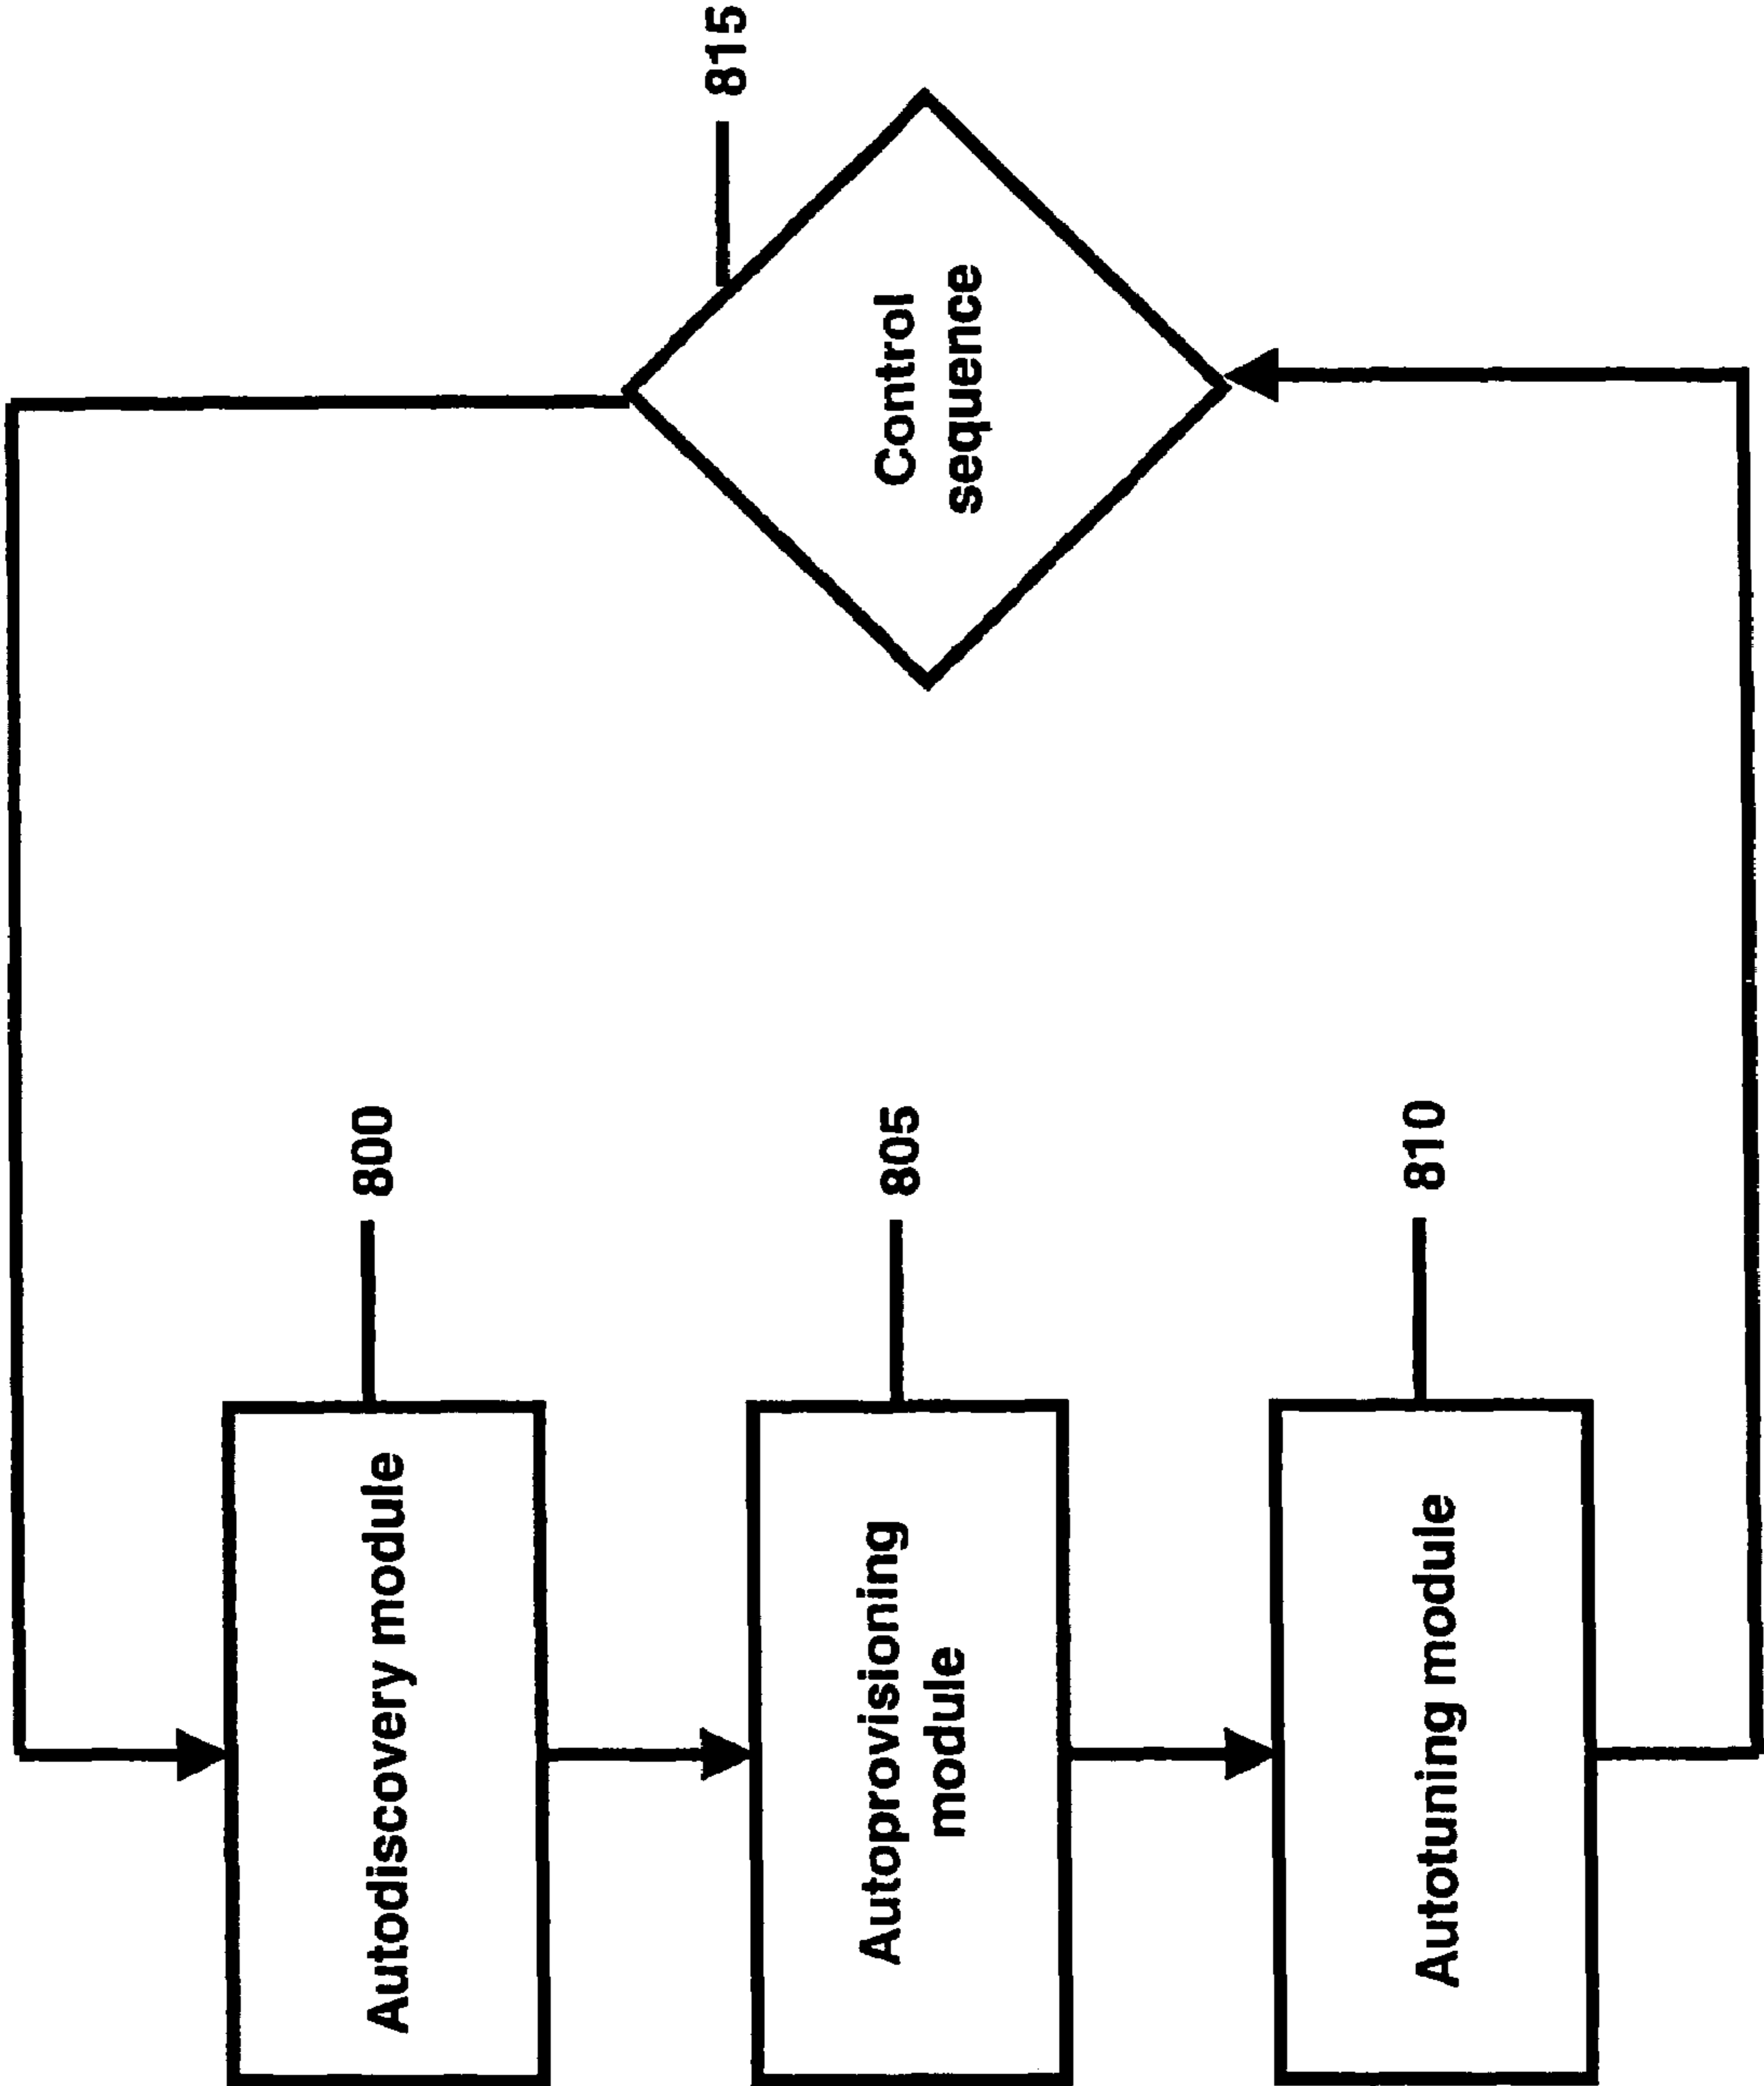 Autodiscovery module
800
Autoprovisioning
module
805
Autotuning module
810
Control
sequence
815